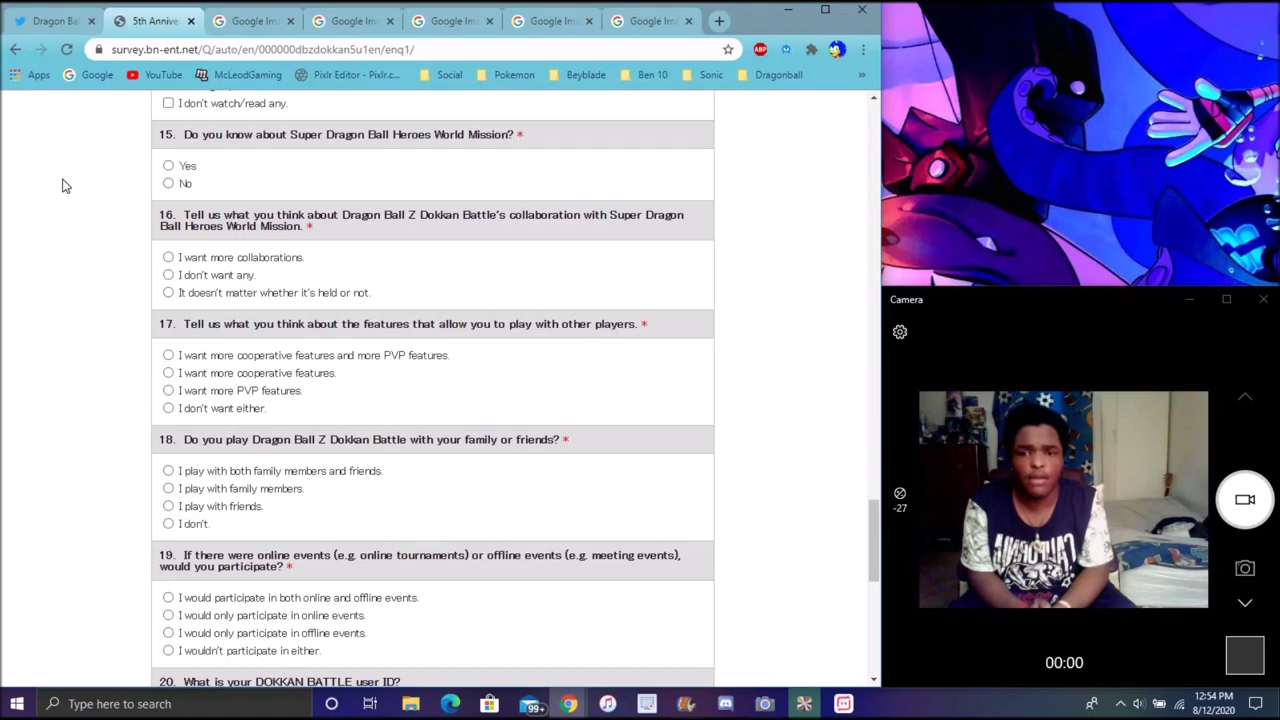 Dragon Bal
5th Annive
Google Ima
Google Ima
Google Ima
Google Ima
Google Ima
survey.bn-ent.net/Q/auto/en/000000dbzdokkan5u1en/enq1/
ABP
Apps
Google
YouTube
McLeodGaming
Pixlr Editor - Pixlr.c...
Social
Pokemon
Beyblade
Ben 10
Sonic
Dragonball
»
I don't watch/read any.
15. Do you know about Super Dragon Ball Heroes World Mission? *
Yes
No
16. Tell us what you think about Dragon Ball Z Dokkan Battle's collaboration with Super Dragon
Ball Heroes World Mission. *
I want more collaborations.
I don't want any.
It doesn't matter whether it's held or not.
17. Tell us what you think about the features that allow you to play with other players. *
I want more cooperative features and more PVP features.
I want more cooperative features.
I want more PVP features.
I don't want either.
18. Do you play Dragon Ball Z Dokkan Battle with your family or friends? *
I play with both family members and friends.
I play with family members.
I play with friends.
I don't.
19. If there were online events (e.g. online tournaments) or offline events (e.g. meeting events),
would you participate? *
I would participate in both online and offline events.
I would only participate in online events.
I would only participate in offline events.
I wouldn't participate in either.
20. What is your DOKKAN BATTLE user ID?
Camera
-27
00:00
Type here to search
99+
12:54 PM
8/12/2020